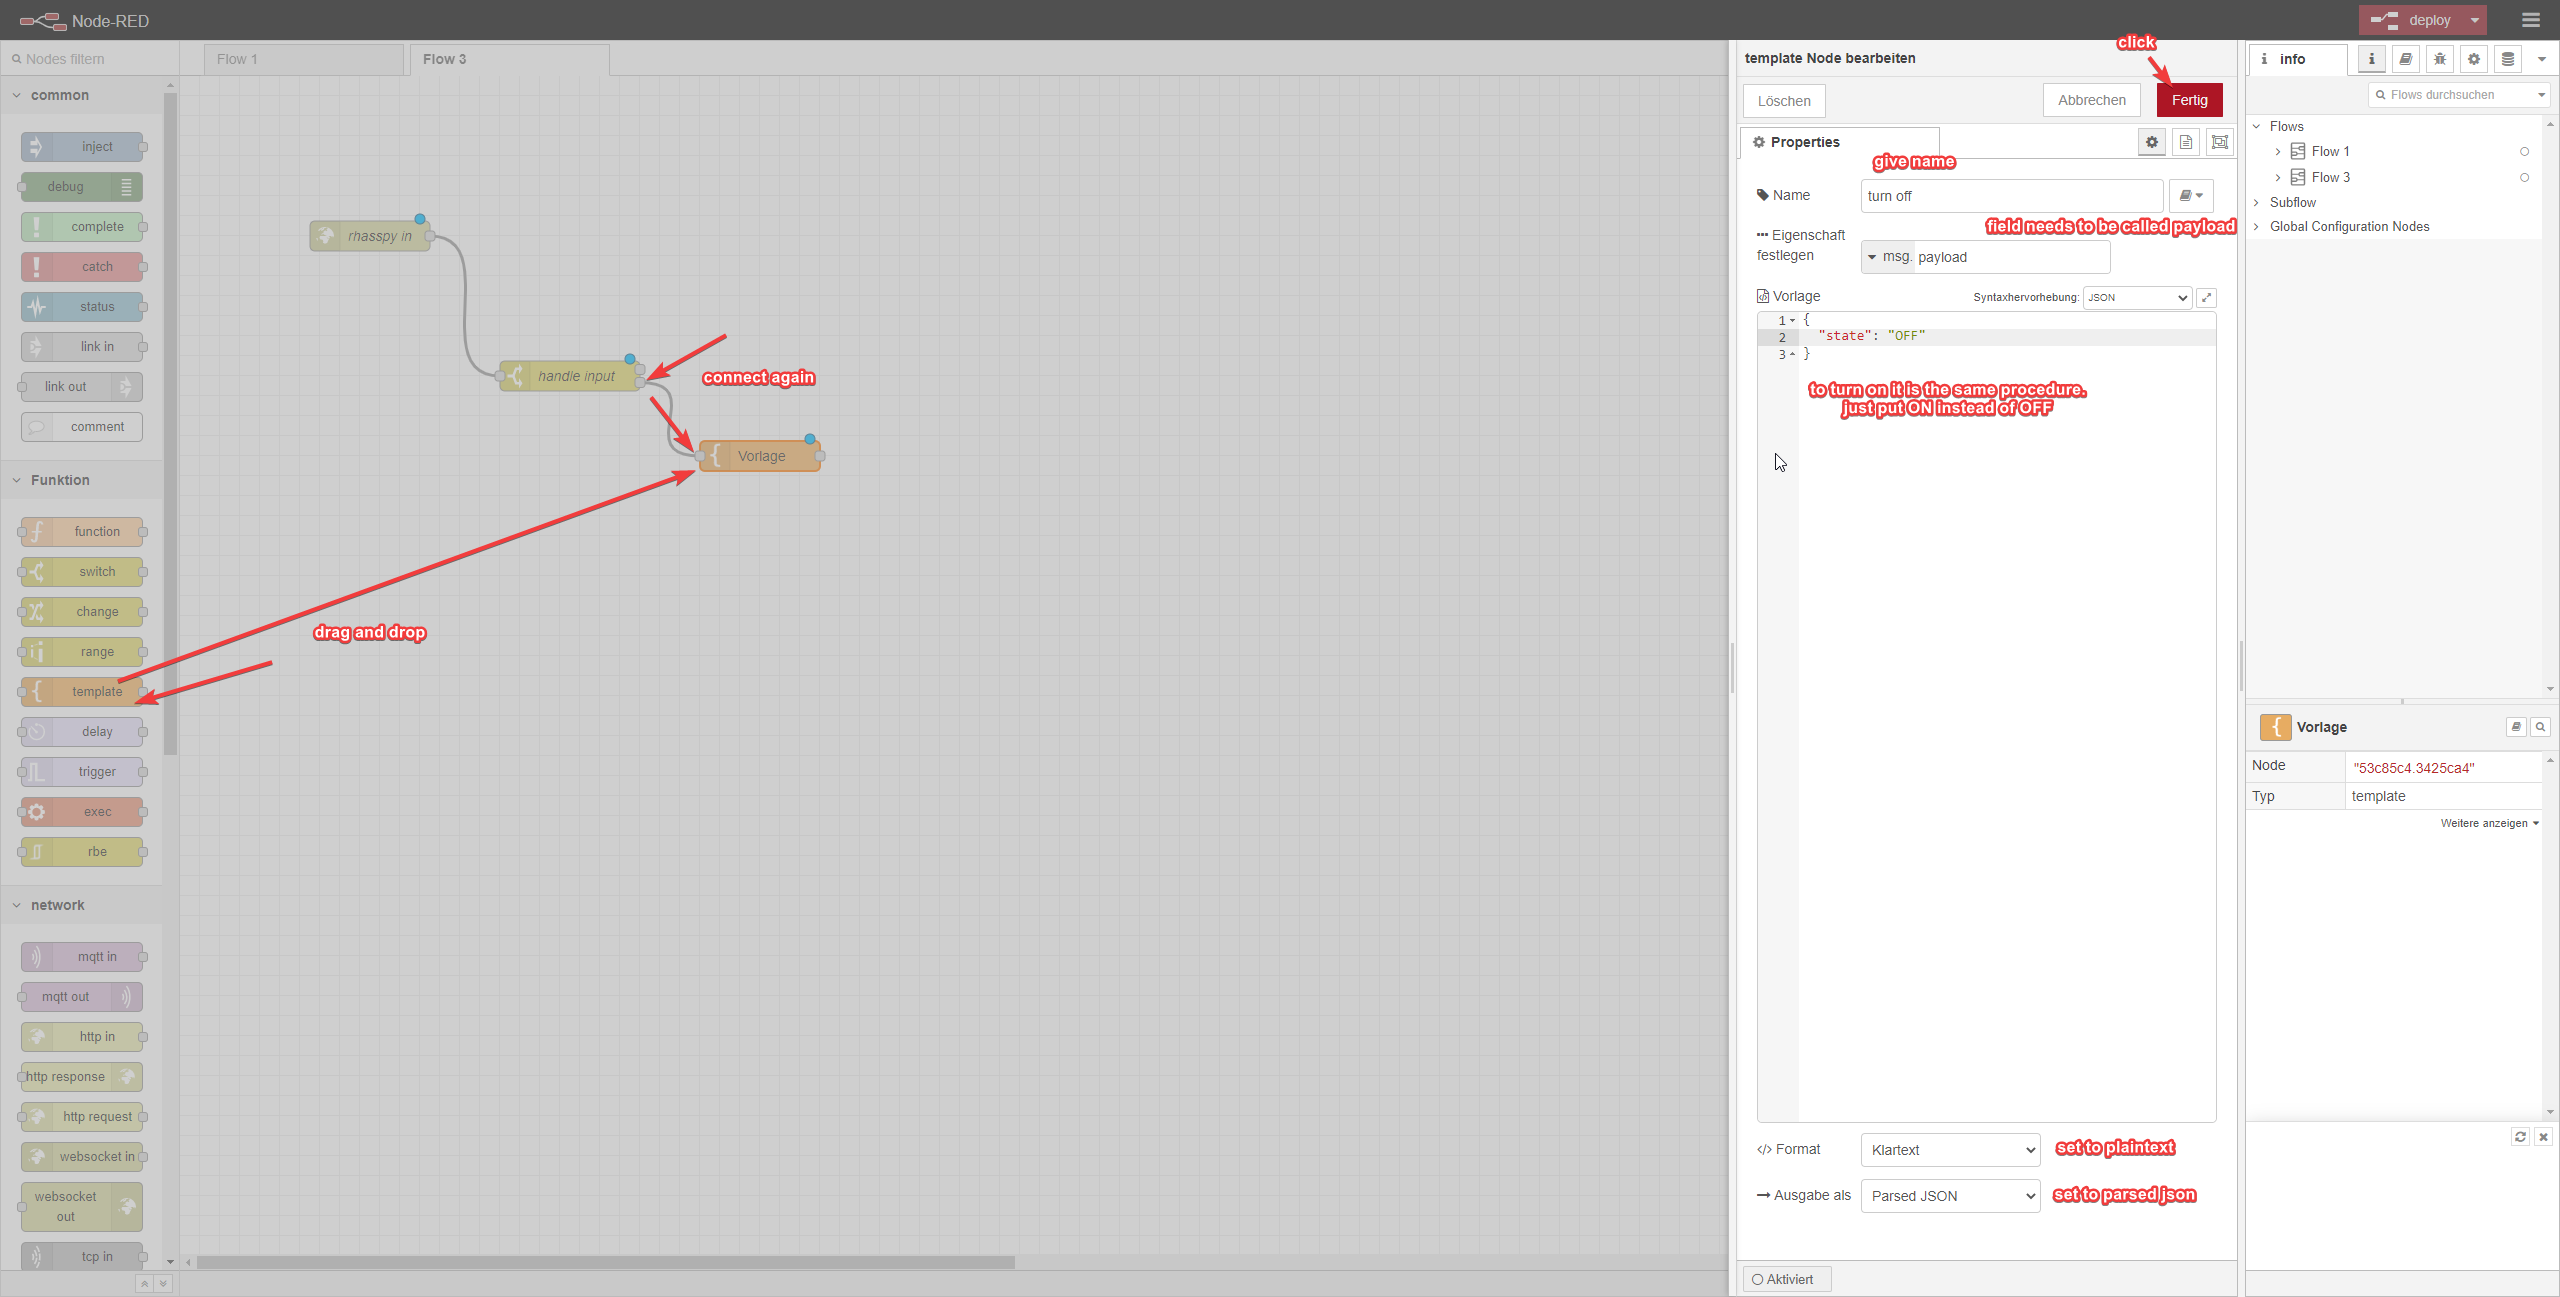 Node-RED
deploy
Nodes filtern
Flow 1
Flow 3
common
inject
debug
complete
catch
status
link in
link out
comment
Funktion
function
switch
change
range
template
delay
trigger
exec
rbe
network
mqtt in
mqtt out
http in
http response
http request
websocket in
websocket
out
tcp in
rhasspy in
handle input
Vorlage
connect again
drag and drop
click
template Node bearbeiten
Löschen
Abbrechen
Fertig
Properties
give name
Name
turn off
field needs to be called payload
Eigenschaft
festlegen
msg. payload
Vorlage
Syntaxhervorhebung:
JSON
1 {
2 "state": "OFF"
3 }
to turn on it is the same procedure.
just put ON instead of OFF
</> Format
Klartext
set to plaintext
Ausgabe als
Parsed JSON
set to parsed json
Aktiviert
info
Flows durchsuchen
Flows
Flow 1
Flow 3
Subflow
Global Configuration Nodes
Vorlage
Node
"53c85c4.3425ca4"
Typ
template
Weitere anzeigen